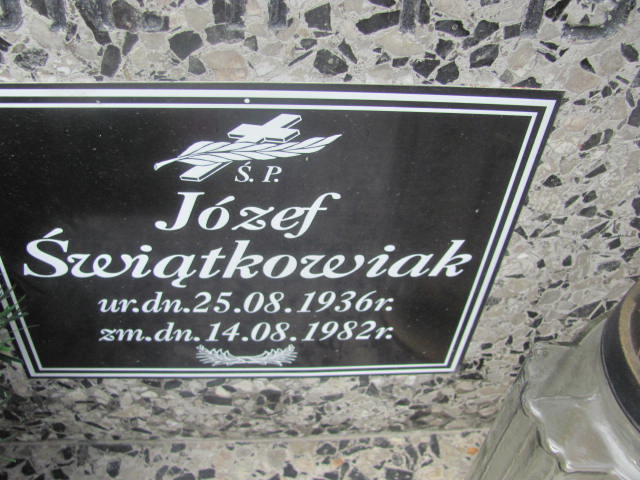 Ś. P.
Józef
Świątkowiak
ur.dn.25.08.1936r.
zm.dn.14.08.1982r.